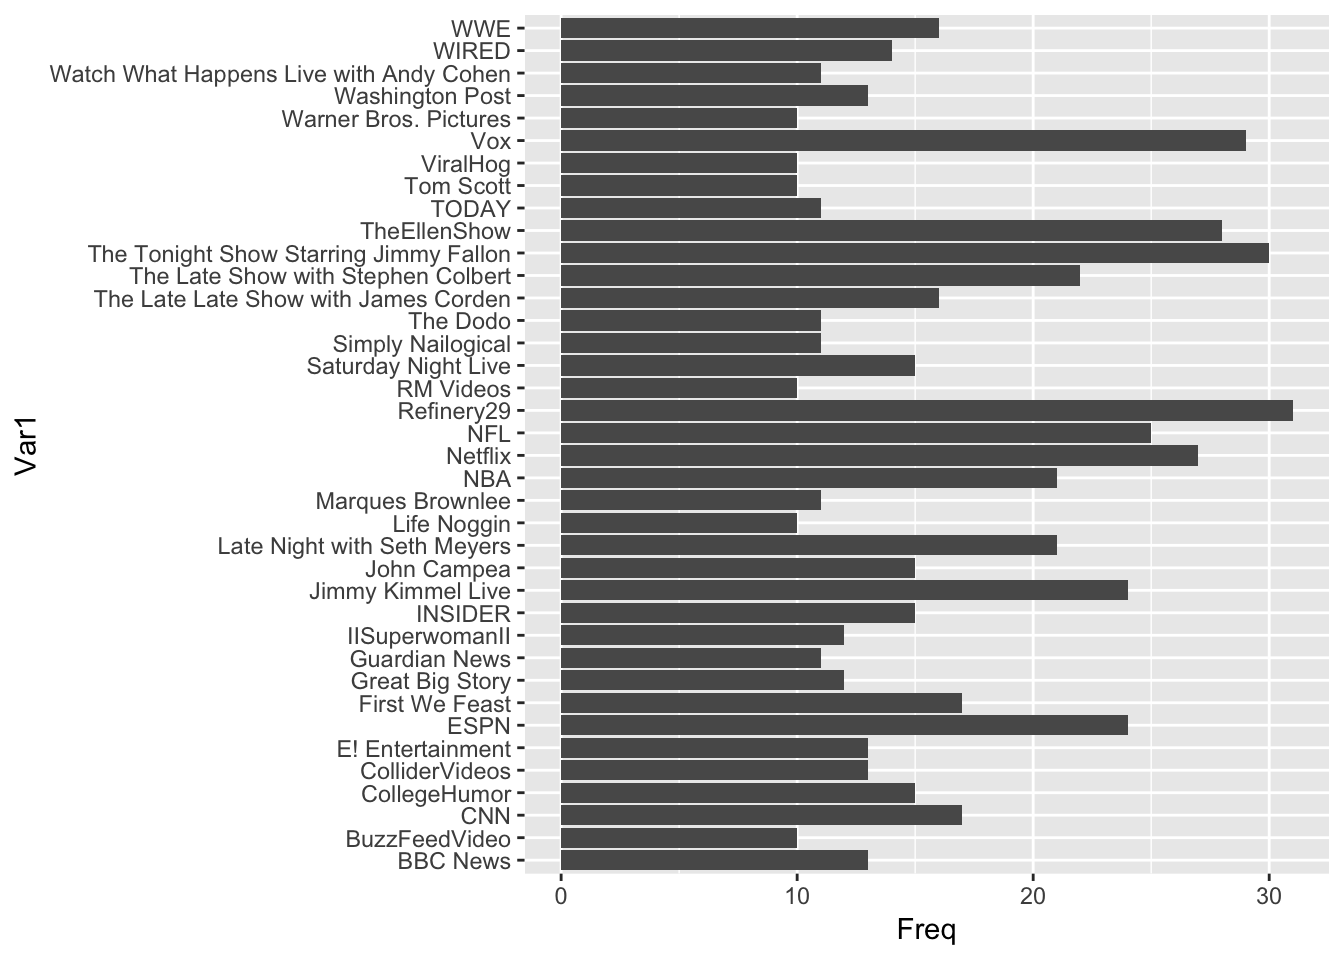 WWE
WIRED
Watch What Happens Live with Andy Cohen
Washington Post
Warner Bros. Pictures
Vox
ViralHog
Tom Scott
TODAY
TheEllenShow
The Tonight Show Starring Jimmy Fallon
The Late Show with Stephen Colbert
The Late Late Show with James Corden
The Dodo
Simply Nailogical
Saturday Night Live
RM Videos
Refinery29
NFL
Netflix
NBA
Marques Brownlee
Life Noggin
Late Night with Seth Meyers
John Campea
Jimmy Kimmel Live
INSIDER
IISuperwomanII
Guardian News
Great Big Story
First We Feast
ESPN
E! Entertainment
ColliderVideos
CollegeHumor
CNN
BuzzFeedVideo
BBC News
Var1
0 10 20 30
Freq